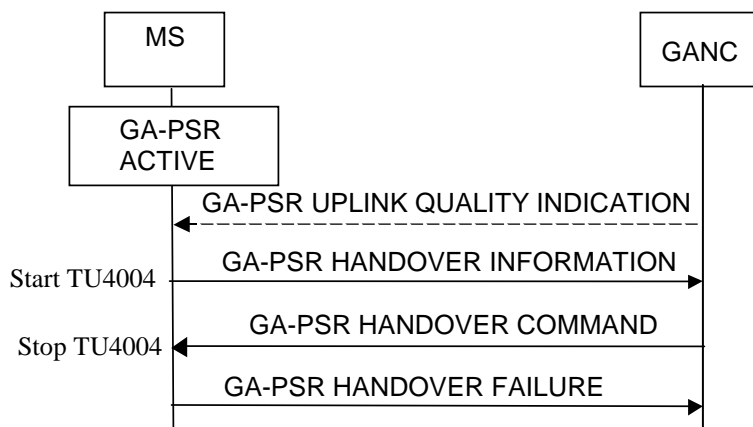 MS
GANC
GA-PSR
ACTIVE
GA-PSR UPLINK QUALITY INDICATION
GA-PSR HANDOVER INFORMATION
Start TU4004
GA-PSR HANDOVER COMMAND
Stop TU4004
GA-PSR HANDOVER FAILURE